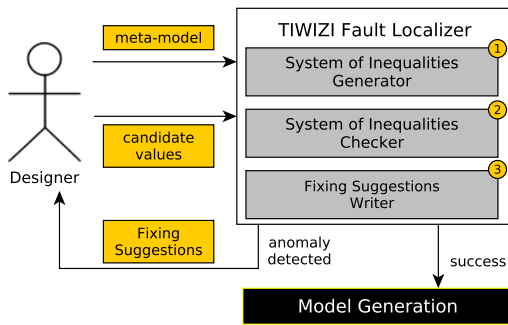 meta-model
TIWIZI Fault Localizer
1
System of Inequalities
Generator
2
candidate
values
System of Inequalities
Checker
Designer
3
Fixing Suggestions
Writer
Fixing
Suggestions
anomaly
detected
success
Model Generation